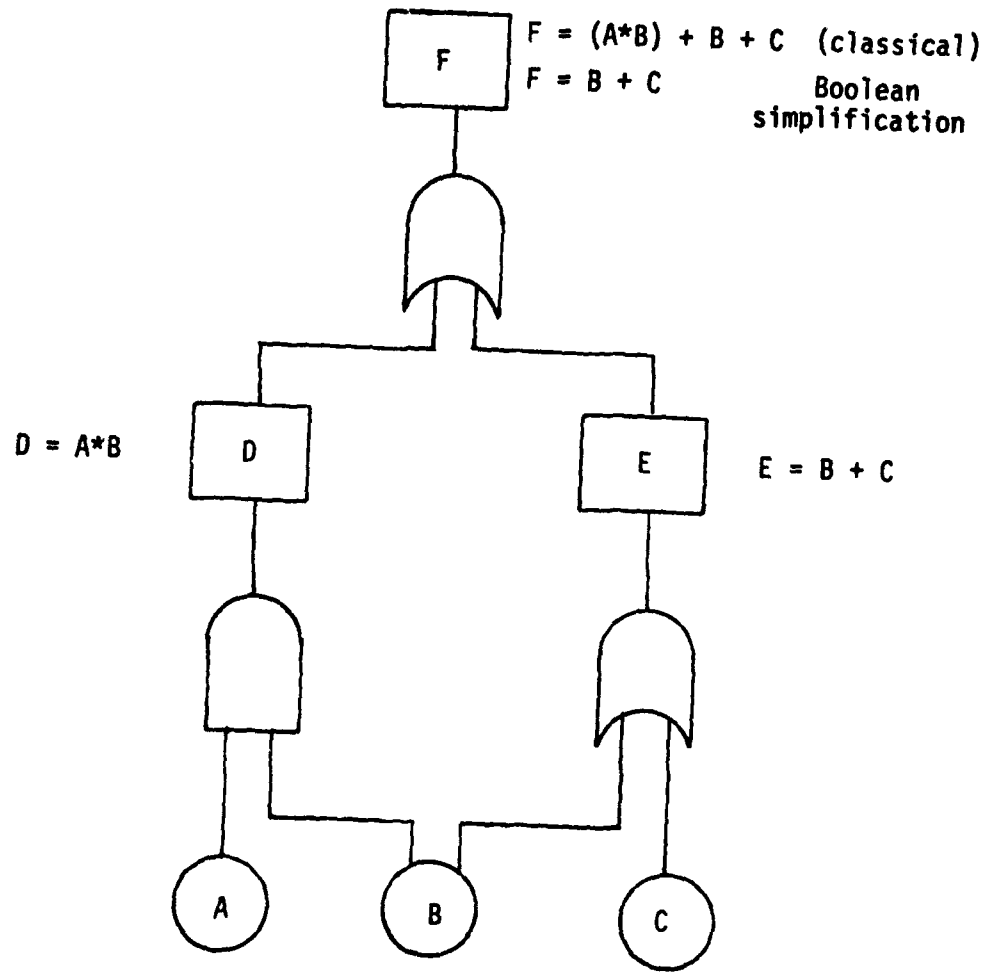 F
F = (A*B) + B + C (classical)
F = B + C Boolean
simplification
D = A*B
D
E
E = B + C
A
B
C